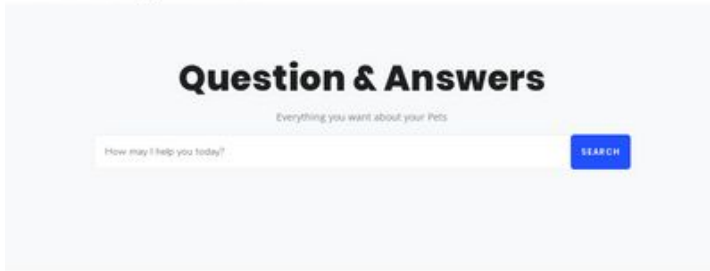 Question & Answers
Everything you want about your Pets
How may I help you today?
SEARCH